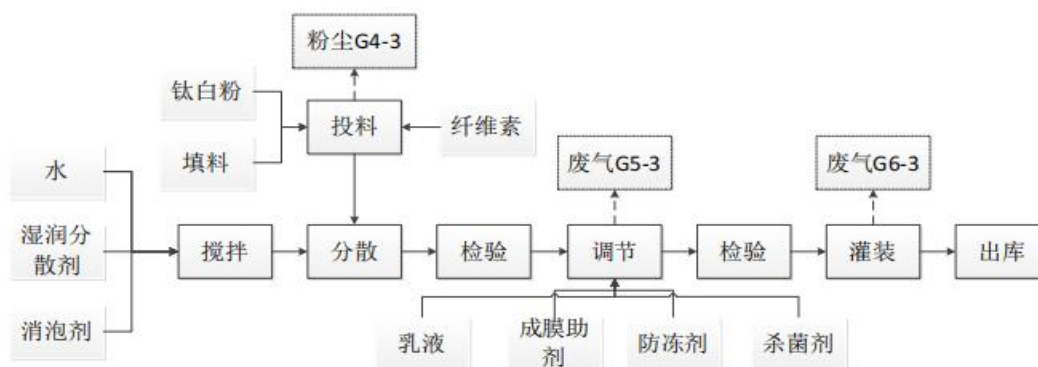 粉尘G4-3
钛白粉
投料
纤维素
填料
废气G5-3
废气G6-3
水
湿润分
散剂
消泡剂
搅拌
分散
检验
调节
检验
灌装
出库
乳液
成膜助
剂
防冻剂
杀菌剂